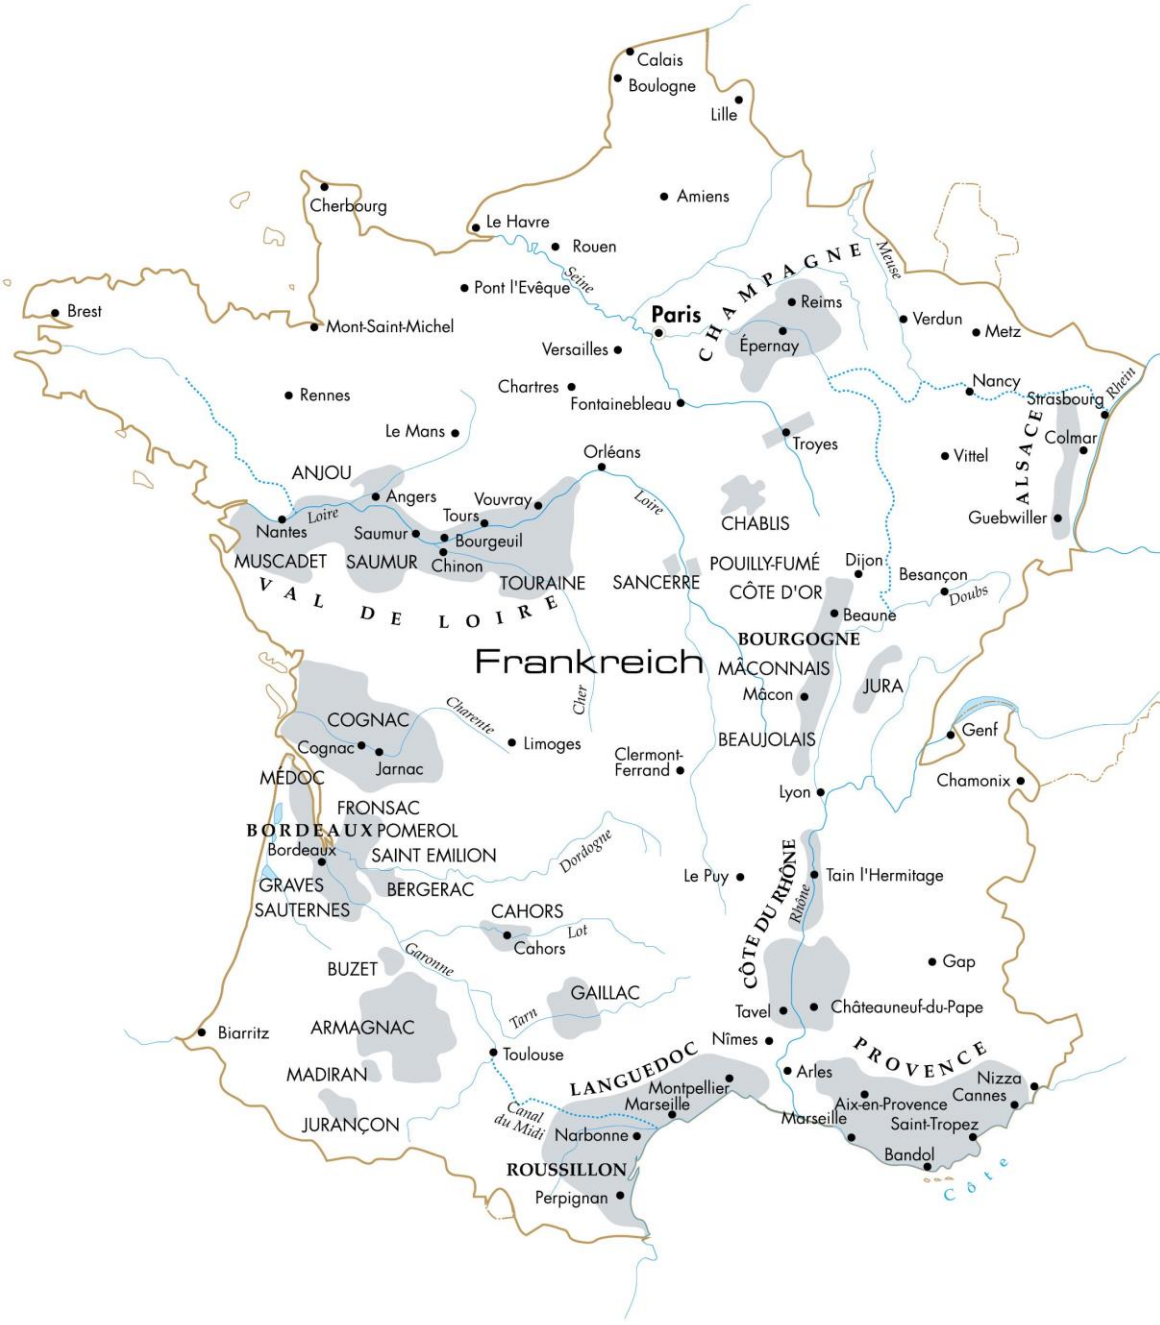 Calais
Boulogne
Lille
Amiens
Cherbourg
Le Havre
Rouen
Seine
Meuse
CHAMPAGNE
Pont l'Evêque
Reims
Brest
Mont-Saint-Michel
Paris
Verdun
Metz
Versailles
Épernay
Chartres
Fontainebleau
Nancy
Strasbourg
Rhein
Rennes
Le Mans
Troyes
Colmar
ALSACE
Vittel
Orléans
ANJOU
Angers
Vouvray
Loire
Loire
Tours
Nantes
Saumur
Bourgeuil
Chinon
CHABLIS
Guebwiller
MUSCADET
SAUMUR
TOURAINE
SANCERRE
POUILLY-FUMÉ
CÔTE D'OR
Dijon
Besançon
Doubs
Beaune
VAL DE LOIRE
BOURGOGNE
Frankreich
MÂCONNAIS
Mâcon
JURA
Cher
COGNAC
Charente
Cognac
Jarnac
Limoges
Clermont-
Ferrand
BEAUJOLAIS
Genf
Chamonix
Lyon
MÉDOC
FRONSAC
BORDEAUX
POMEROL
Bordeaux
SAINT EMILION
Dordogne
GRAVES
BERGERAC
SAUTERNES
Le Puy
CÔTE DU RHÔNE
Rhône
Tain l'Hermitage
CAHORS
Lot
Cahors
Garonne
BUZET
Gap
GAILLAC
Tarn
ARMAGNAC
Tavel
Châteauneuf-du-Pape
Biarritz
Toulouse
Nîmes
MADIRAN
LANGUEDOC
Montpellier
Marseille
Arles
PROVENCE
Nizza
Cannes
Aix-en-Provence
Marseille
Saint-Tropez
JURANÇON
Canal
du Midi
Narbonne
Bandol
ROUSSILLON
Perpignan
Côte